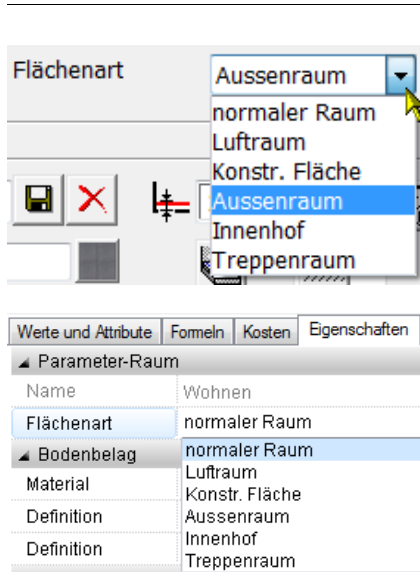 Flächenart Aussenraum
normaler Raum
Luftraum
Konstr. Fläche
Aussenraum
Innenhof
Treppenraum
Werte und Attribute Formeln Kosten Eigenschaften
Parameter-Raum
Name Wohnen
Flächenart normaler Raum
Bodenbelag normaler Raum
Luftraum
Material Konstr. Fläche
Definition Aussenraum
Innenhof
Definition Treppenraum